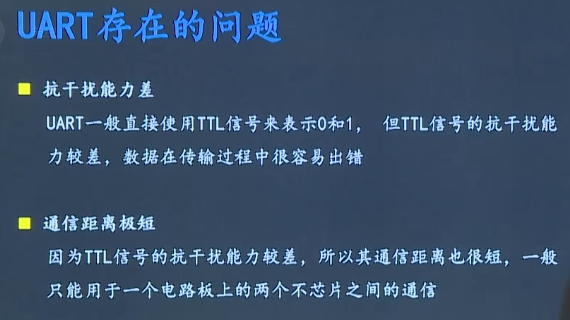 UART存在的问题
抗干扰能力差
UART一般直接使用TTL信号来表示0和1， 但TTL信号的抗干扰能
力较差，数据在传输过程中很容易出错
通信距离极短
因为TTL信号的抗干扰能力较差，所以其通信距离也很短，一般
只能用于一个电路板上的两个不芯片之间的通信